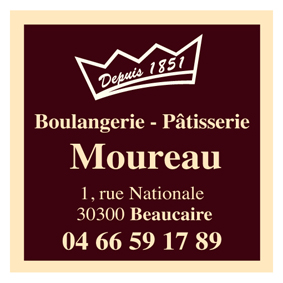 Depuis 1851
Boulangerie - Pâtisserie
Moureau
1, rue Nationale
30300 Beaucaire
04 66 59 17 89